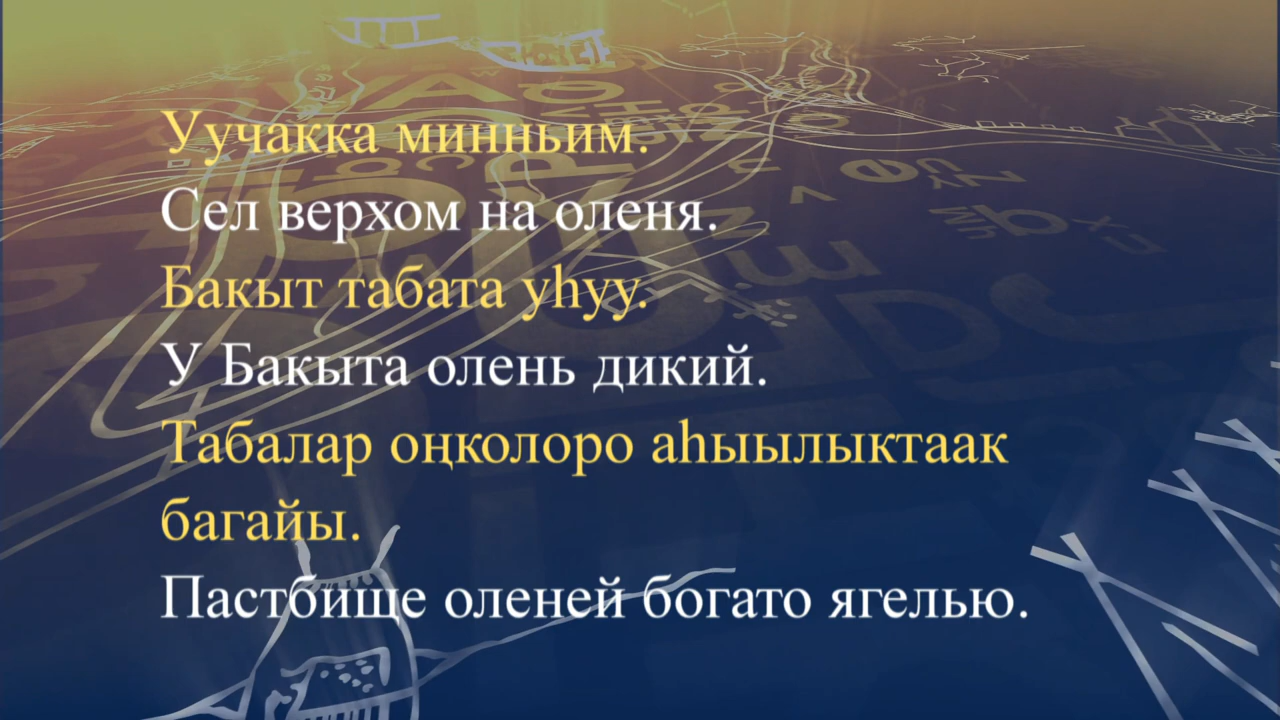 Уучакка минньим.
Сел верхом на оленя.
Бакыт табата уһуу.
У Бакыта олень дикий.
Табалар оңколоро аһыылыктаак
багайы.
Пастбище оленей богато ягелью.